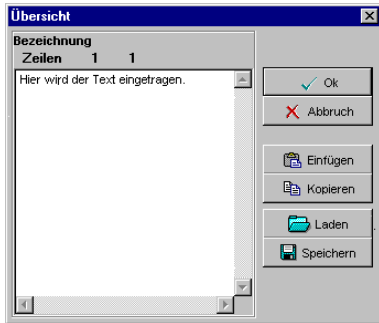 Übersicht
Bezeichnung
Zeilen 1 1
Hier wird der Text eingetragen.
Ok
Abbruch
Einfügen
Kopieren
Laden
Speichern